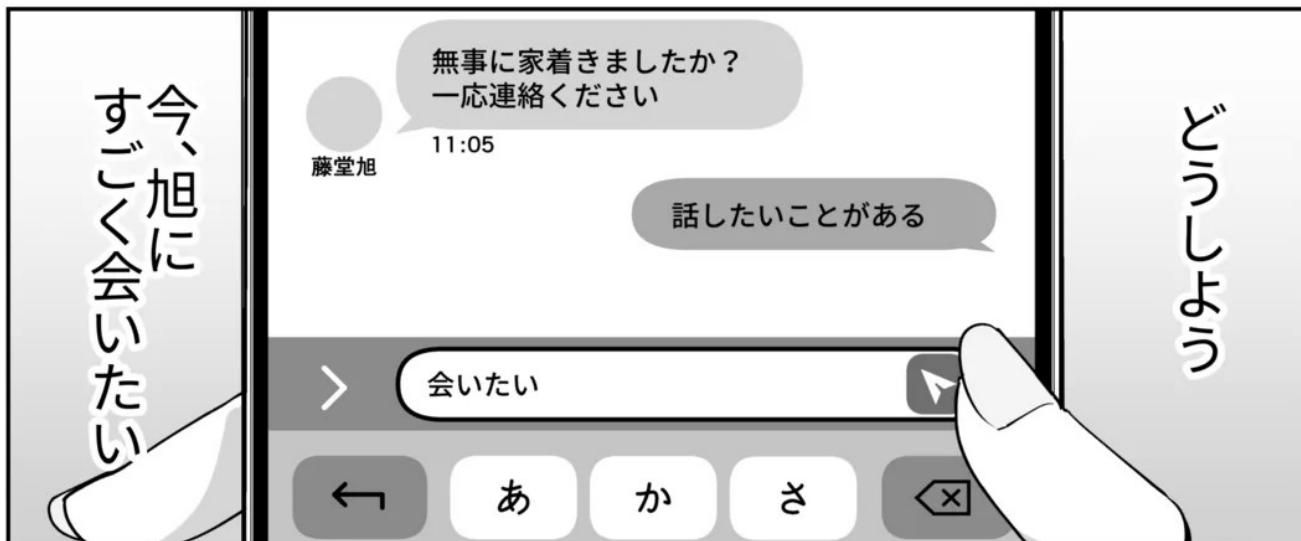 どうしよう
無事に家着きましたか？
一応連絡ください
藤堂旭
11:05
話したいことがある
会いたい
あ
か
さ
今、旭に
すごく会いたい